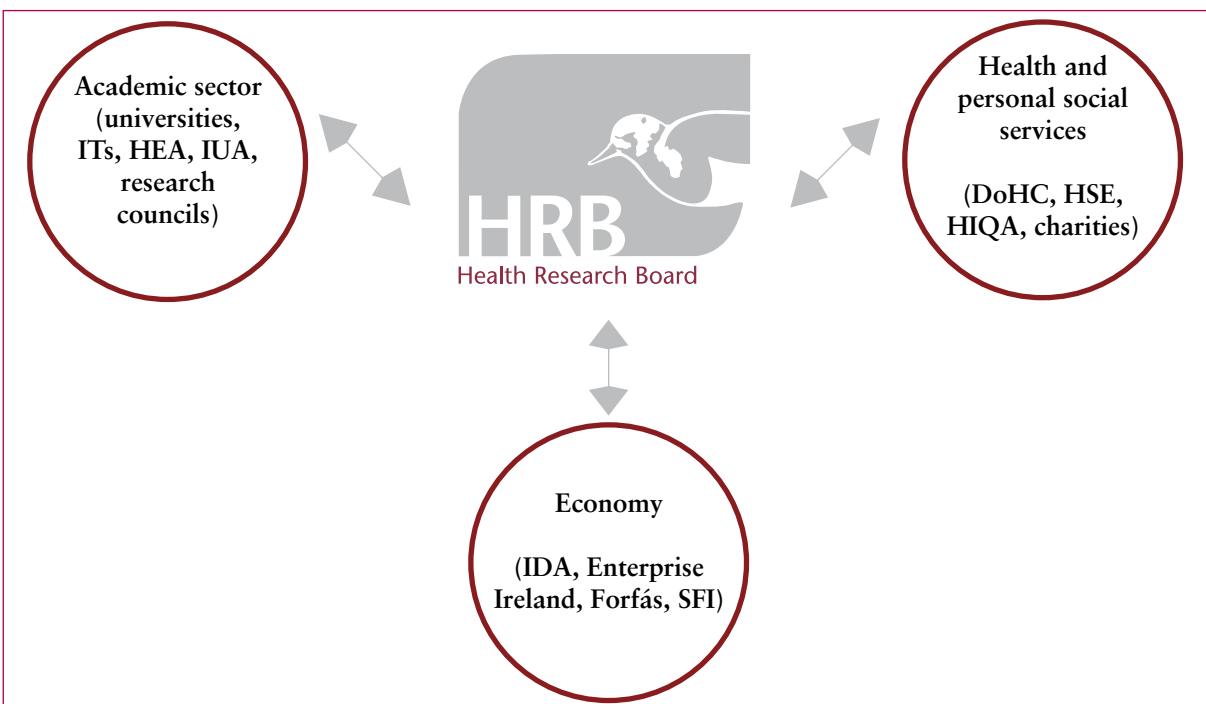 Academic sector
(universities,
ITs, HEA, IUA,
research
councils)
HRB
Health Research Board
Health and
personal social
services
(DoHC, HSE,
HIQA, charities)
Economy
(IDA, Enterprise
Ireland, Forfás, SFI)